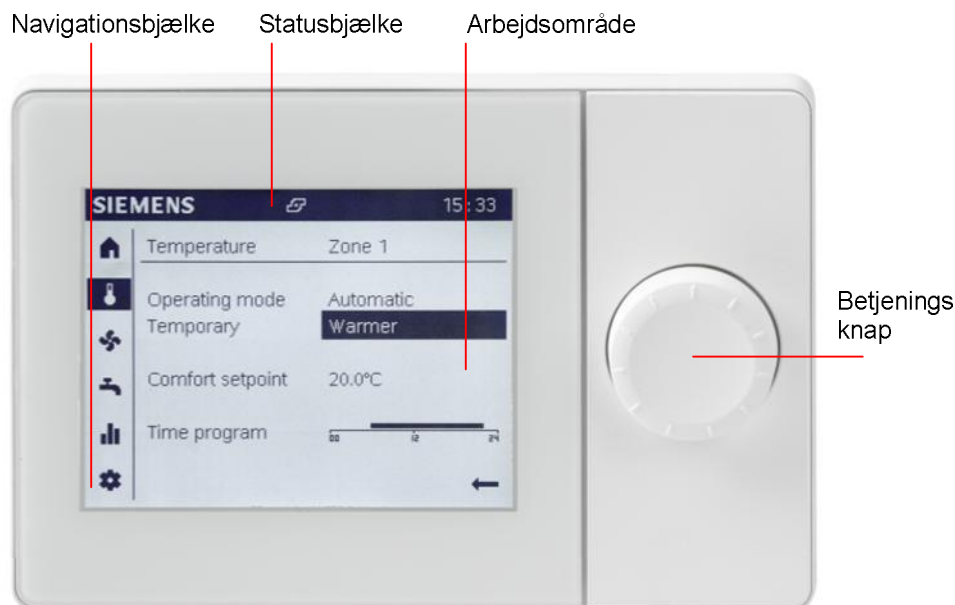 Navigationsbjælke Statusbjælke Arbejdsområde
SIEMENS 15:33
Temperature Zone 1
Operating mode Automatic
Temporary Warmer
Comfort setpoint 20.0°C
Time program
00 12 24
Betjenings
knap